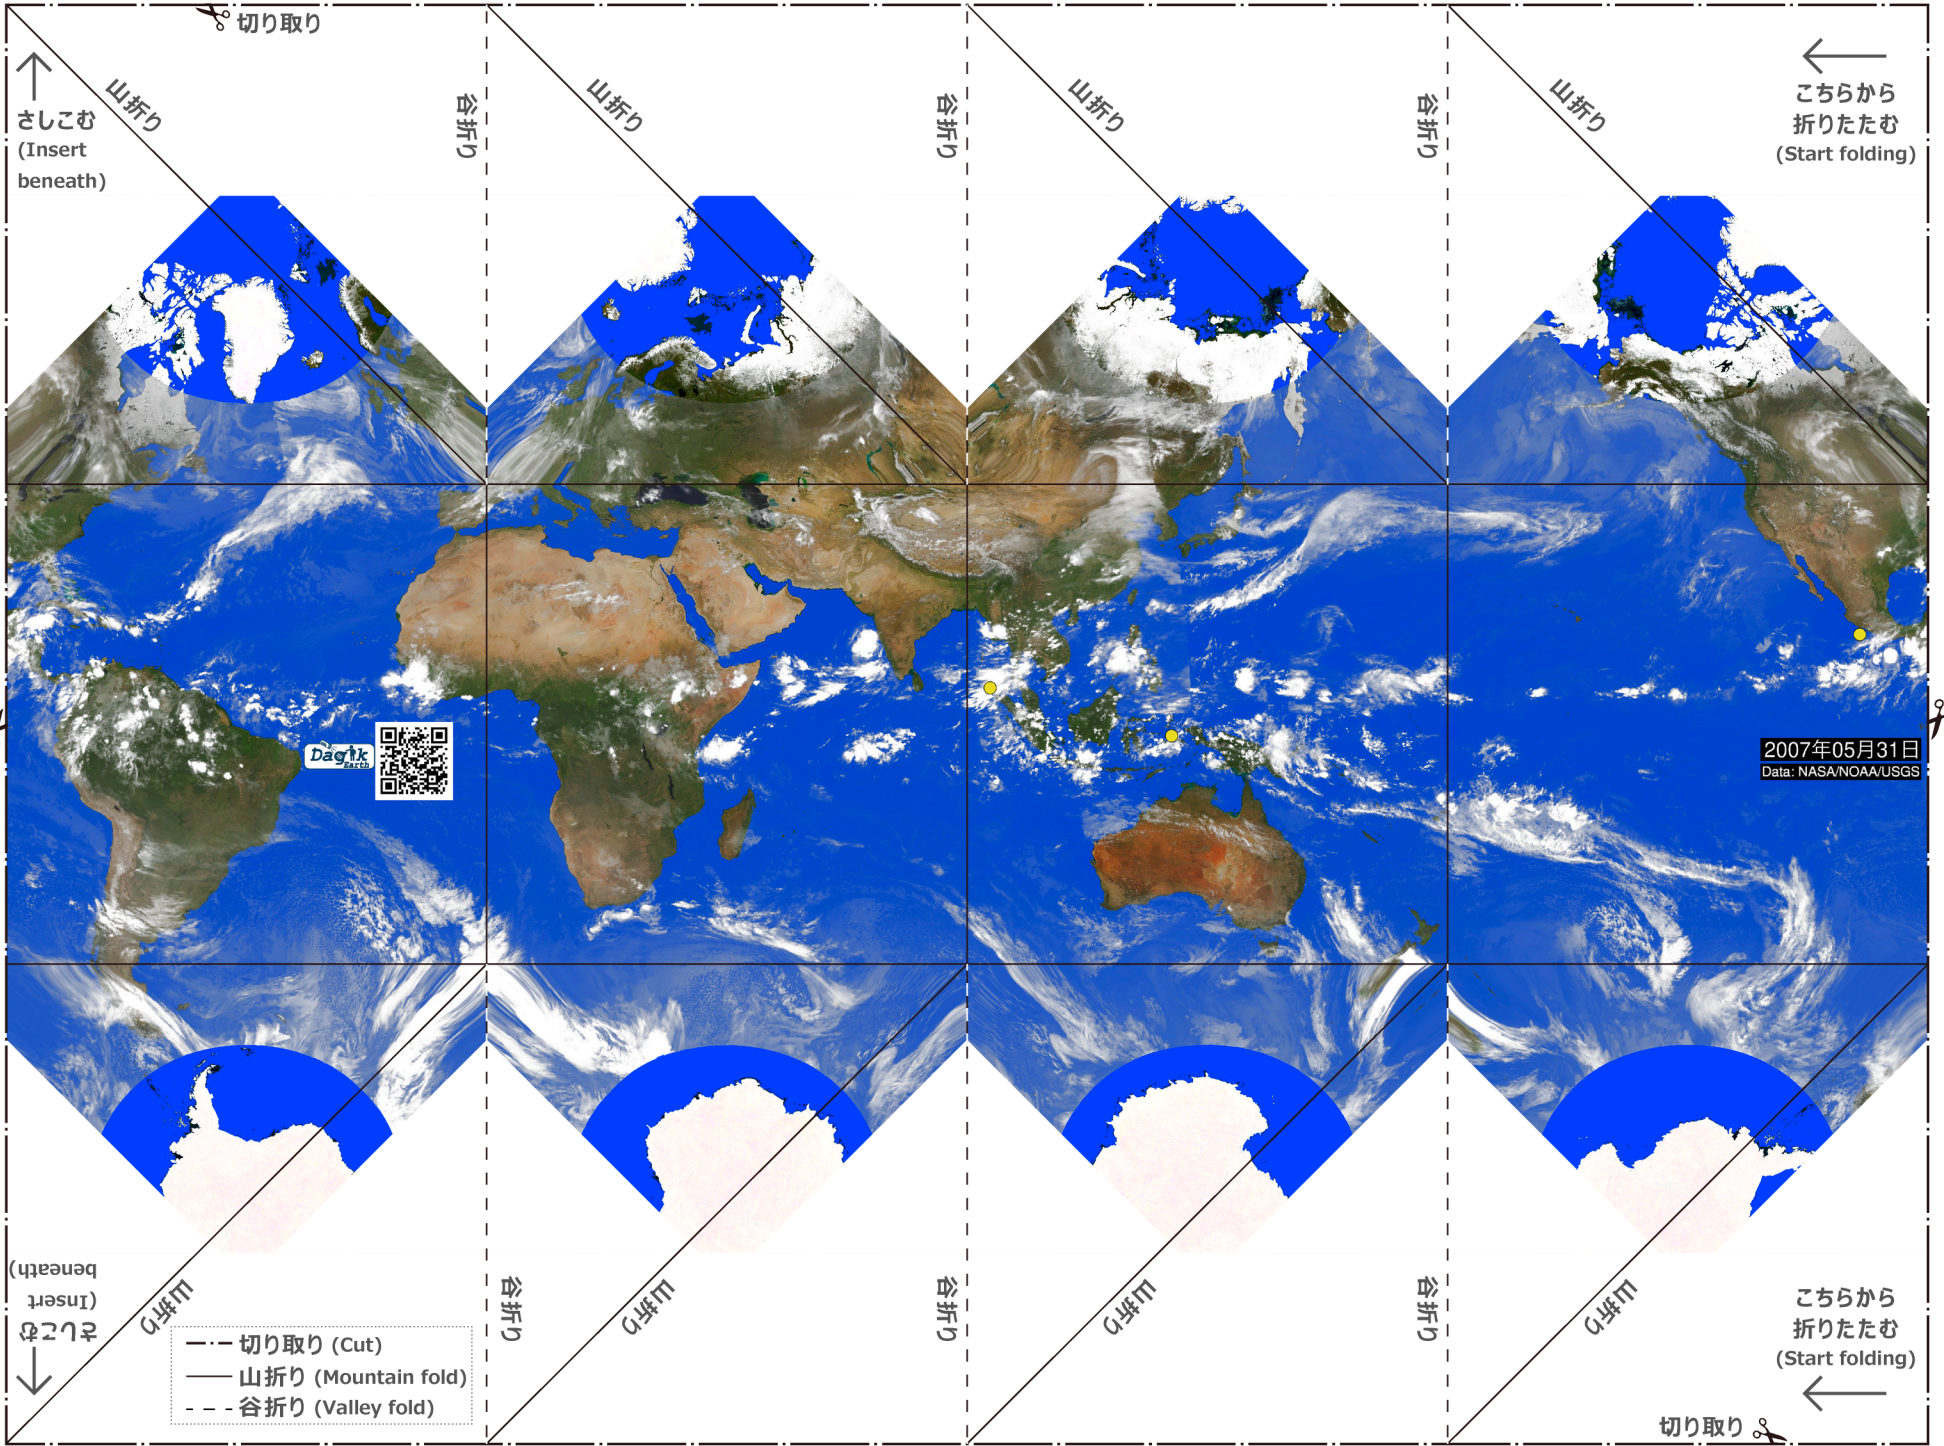 切り取り
山折り
谷折り
山折り
谷折り
山折り
谷折り
山折り
さしこむ
(Insert
beneath)
こちらから
折りたたむ
(Start folding)
Dagik
Earth
2007年05月31日
Data: NASA/NOAA/USGS
さしこむ
(Insert
beneath)
山折り
谷折り
山折り
谷折り
山折り
谷折り
山折り
こちらから
折りたたむ
(Start folding)
切り取り (Cut)
山折り (Mountain fold)
谷折り (Valley fold)
切り取り